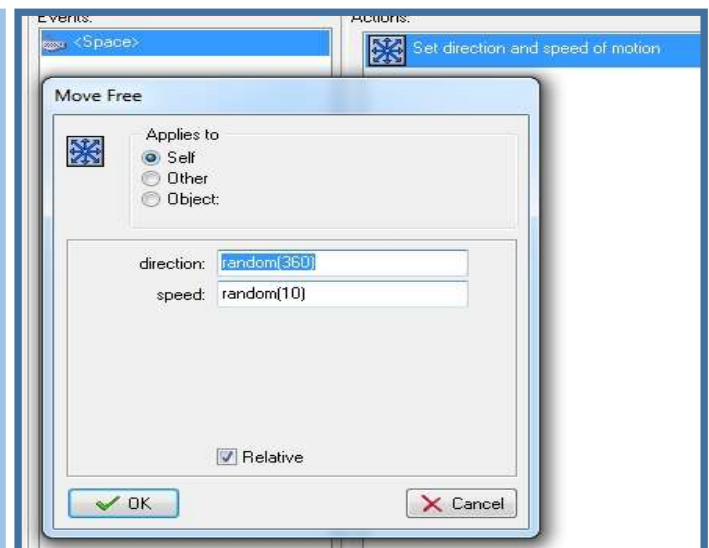 Events:
Actions:
<Space>
Set direction and speed of motion
Move Free
Applies to
Self
Other
Object:
direction: random(360)
speed: random(10)
Relative
OK
Cancel